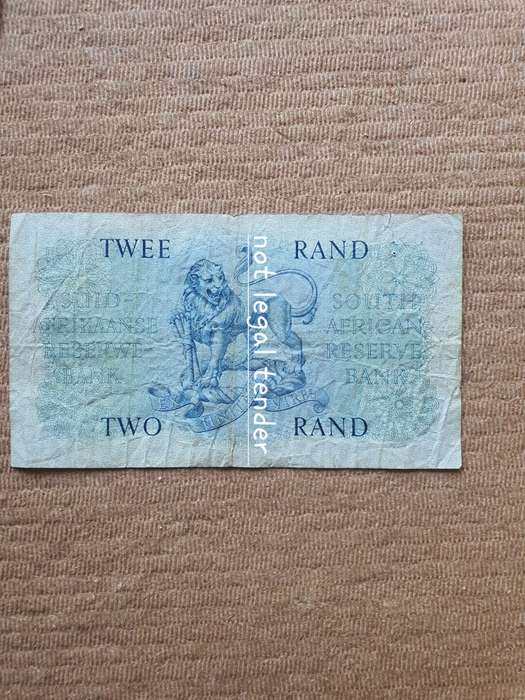 TWEE RAND
SUID-
AFRIKAANSE
RESERWE-
BANK
SOUTH
AFRICAN
RESERVE
BANK
TWO RAND
not legal tender